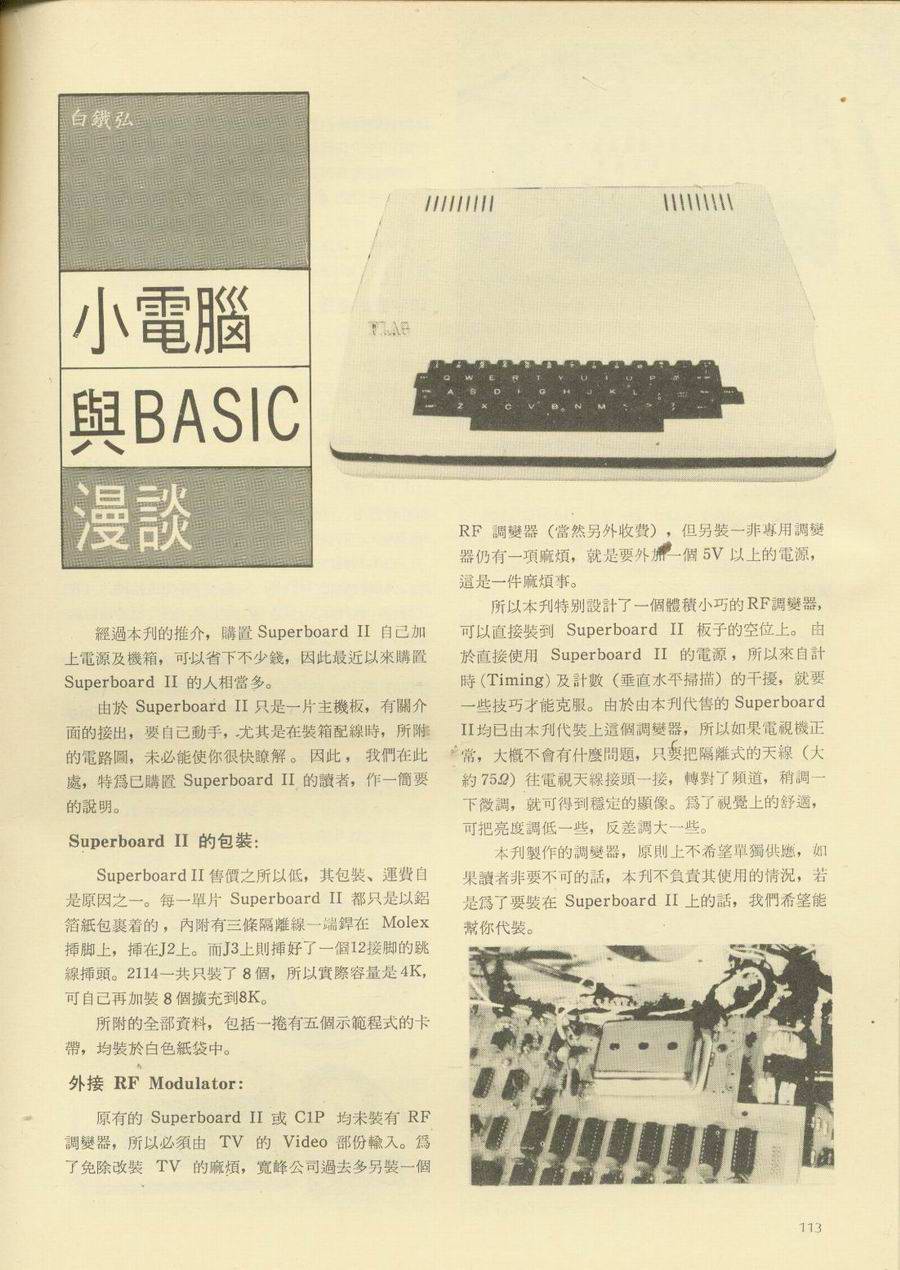 白鐵弘
小電腦
與BASIC
漫談
經過本刋的推介，購置 Superboard II 自己加
上電源及機箱，可以省下不少錢，因此最近以來購置
Superboard II 的人相當多。
由於 Superboard II 只是一片主機板，有關介
面的接出，要自己動手，尤其是在裝箱配線時，所附
的電路圖，未必能使你很快瞭解。因此，我們在此
處，特爲已購置 Superboard II 的讀者，作一簡要
的說明。
Superboard II 的包裝：
Superboard II 售價之所以低，其包裝、運費自
是原因之一。每一單片 Superboard II 都只是以鋁
箔紙包裹着的，內附有三條隔離線一端銲在 Molex
揷脚上，揷在J2上。而J3上則揷好了一個12接脚的跳
線揷頭。2114一共只裝了 8 個，所以實際容量是 4K，
可自己再加裝 8 個擴充到8K。
所附的全部資料，包括一捲有五個示範程式的卡
帶，均裝於白色紙袋中。
外接 RF Modulator：
原有的 Superboard II 或 C1P 均未裝有 RF
調變器，所以必須由 TV 的 Video 部份輸入。爲
了免除改裝 TV 的麻煩，寬峰公司過去多另裝一個
RF 調變器（當然另外收費），但另裝一非專用調變
器仍有一項麻煩，就是要外加一個 5V 以上的電源，
這是一件麻煩事。
所以本刋特別設計了一個體積小巧的RF調變器，
可以直接裝到 Superboard II 板子的空位上。由
於直接使用 Superboard II 的電源，所以來自計
時 (Timing) 及計數（垂直水平掃描）的干擾，就要
一些技巧才能克服。由於由本刋代售的 Superboard
II 均已由本刋代裝上這個調變器，所以如果電視機正
常，大槪不會有什麼問題，只要把隔離式的天線（大
約 75Ω）往電視天線接頭一接，轉對了頻道，稍調一
下微調，就可得到穩定的顯像。爲了視覺上的舒適，
可把亮度調低一些，反差調大一些。
本刋製作的調變器，原則上不希望單獨供應，如
果讀者非要不可的話，本刋不負責其使用的情況，若
是爲了要裝在 Superboard II 上的話，我們希望能
幫你代裝。
113